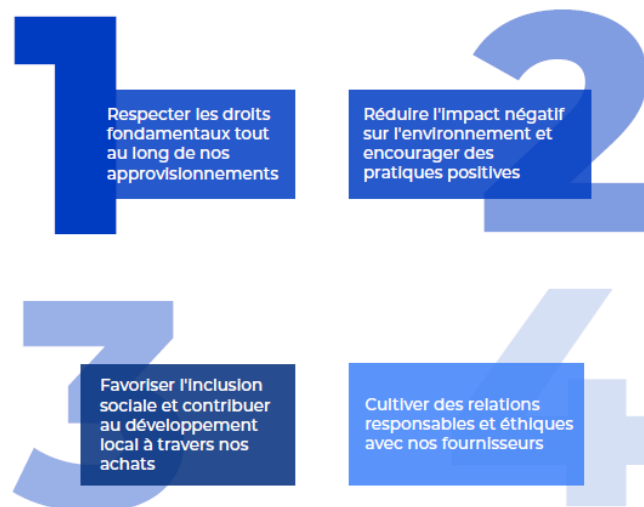 1
Respecter les droits
fondamentaux tout
au long de nos
approvisionnements
2
Réduire l'impact négatif
sur l'environnement et
encourager des
pratiques positives
3
Favoriser l'inclusion
sociale et contribuer
au développement
local à travers nos
achats
4
Cultiver des relations
responsables et éthiques
avec nos fournisseurs